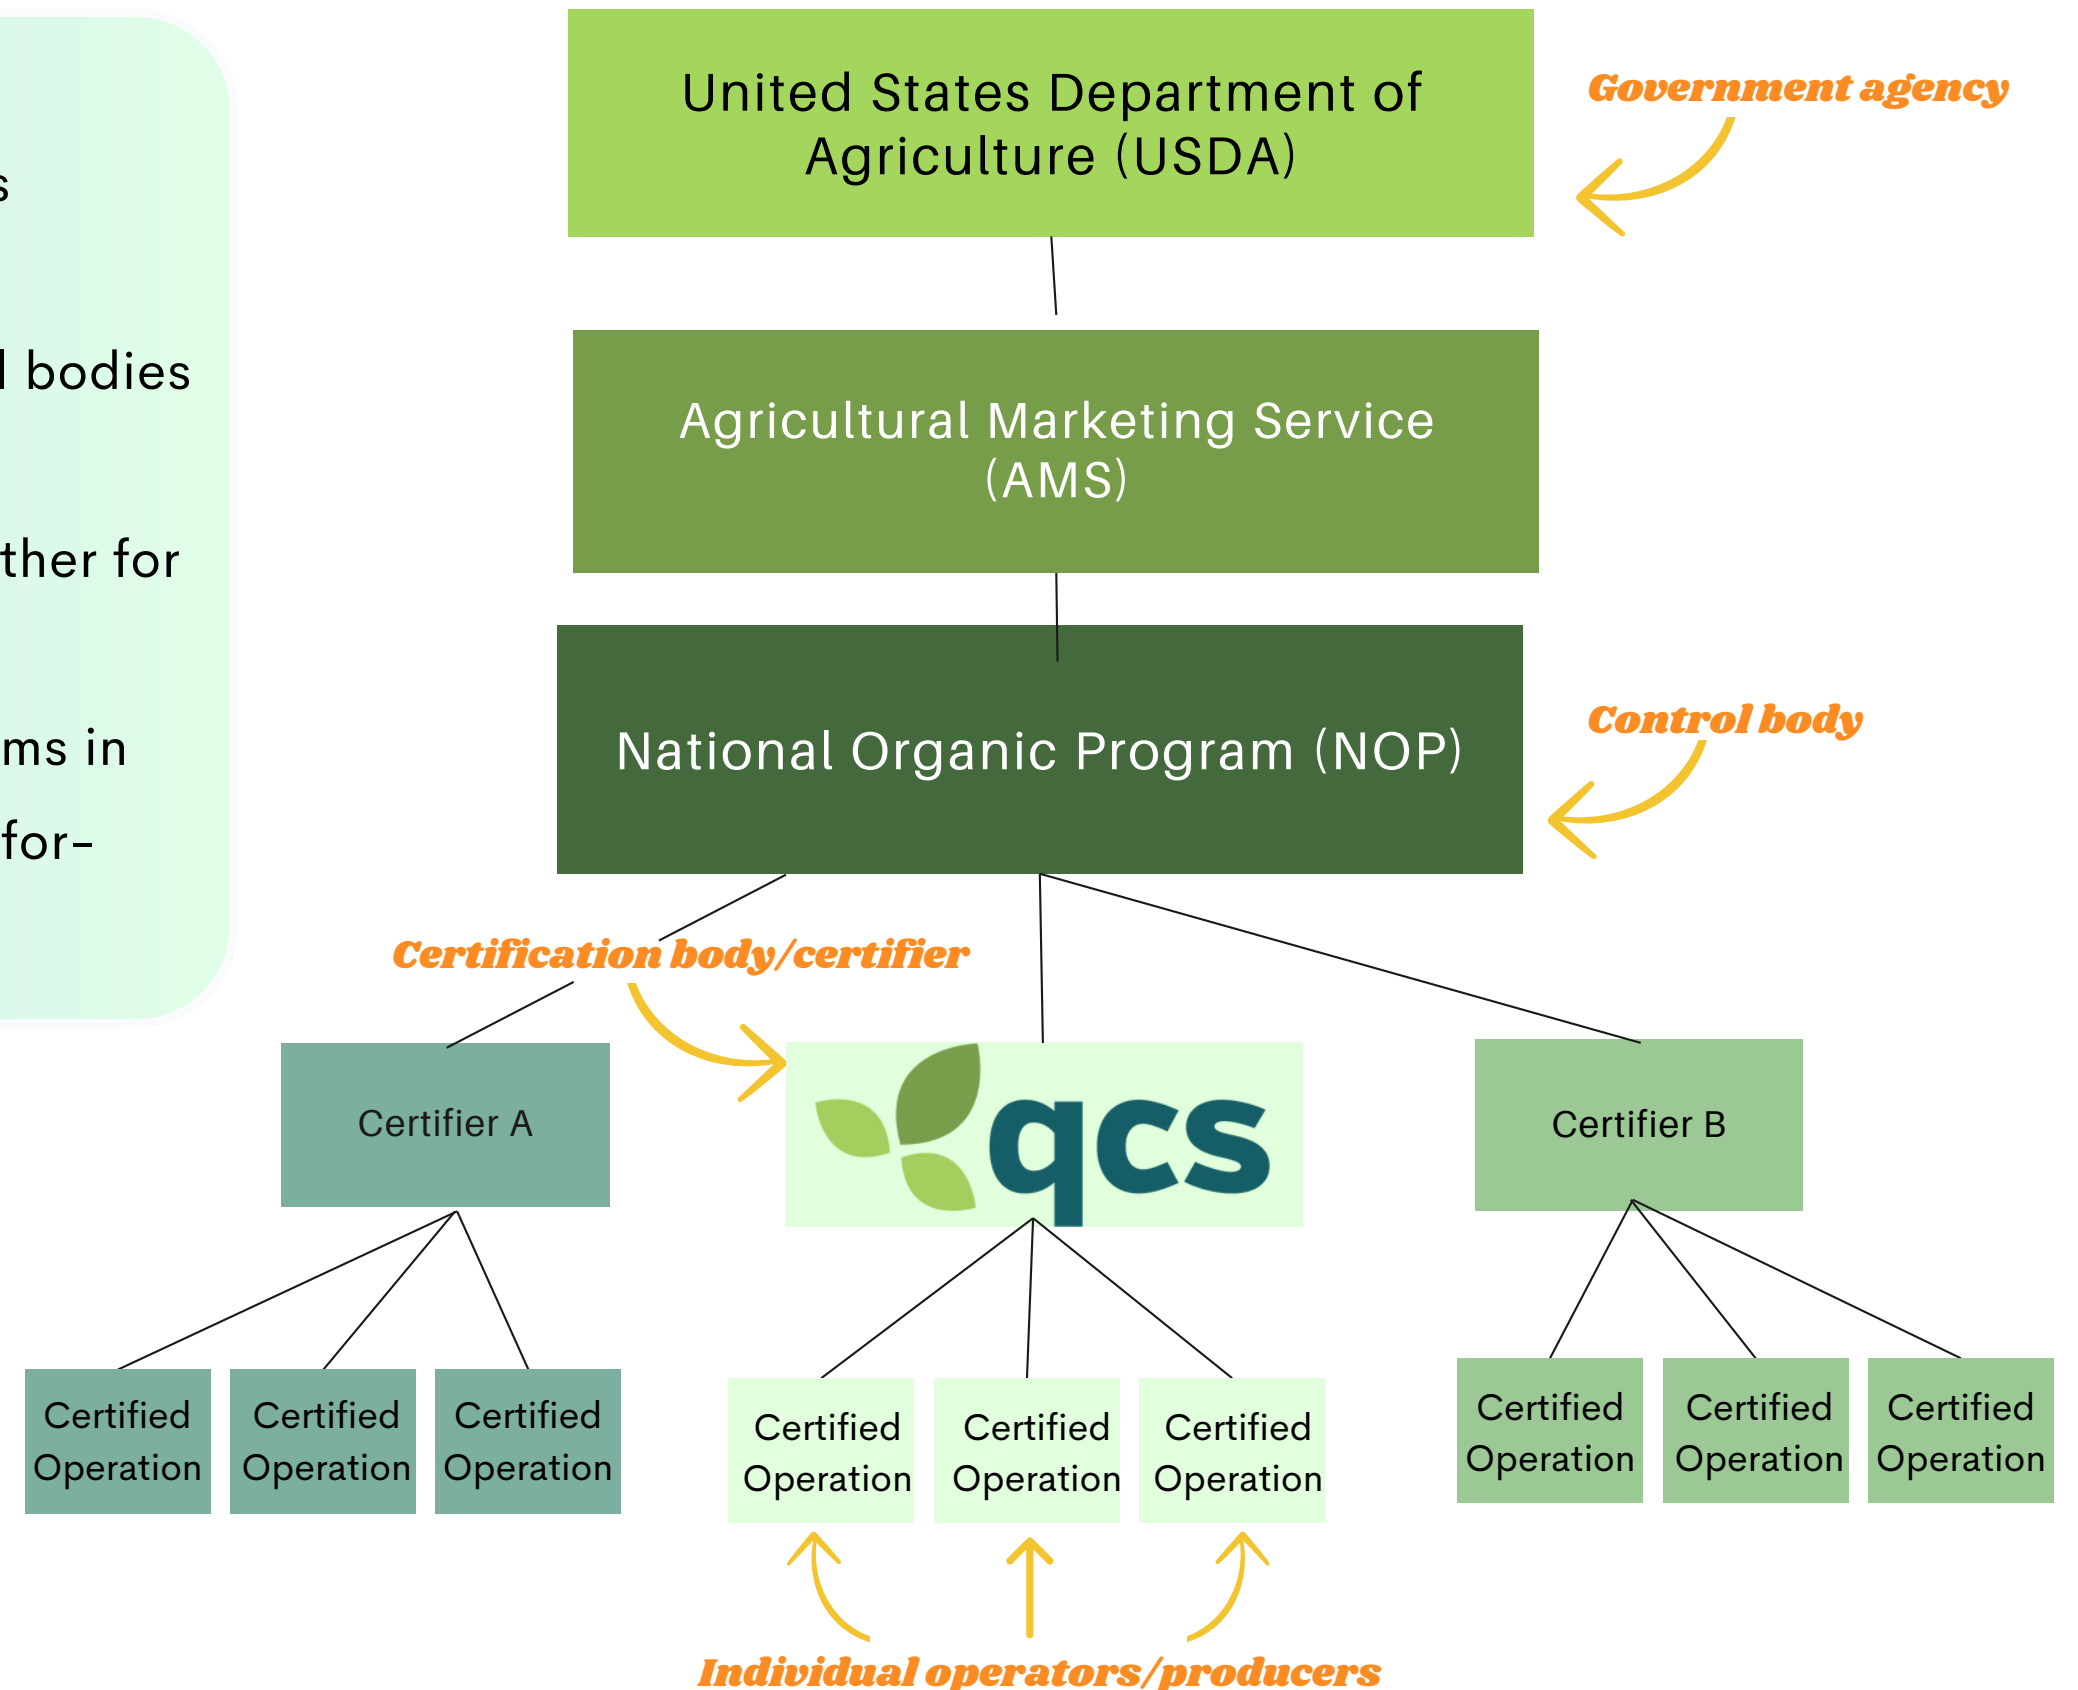 s
l bodies
ther for
ms in
for-
United States Department of
Agriculture (USDA)
Government agency
Agricultural Marketing Service
(AMS)
National Organic Program (NOP)
Control body
Certification body/certifier
Certifier A
qcs
Certifier B
Certified
Operation
Certified
Operation
Certified
Operation
Certified
Operation
Certified
Operation
Certified
Operation
Certified
Operation
Certified
Operation
Certified
Operation
Individual operators/producers